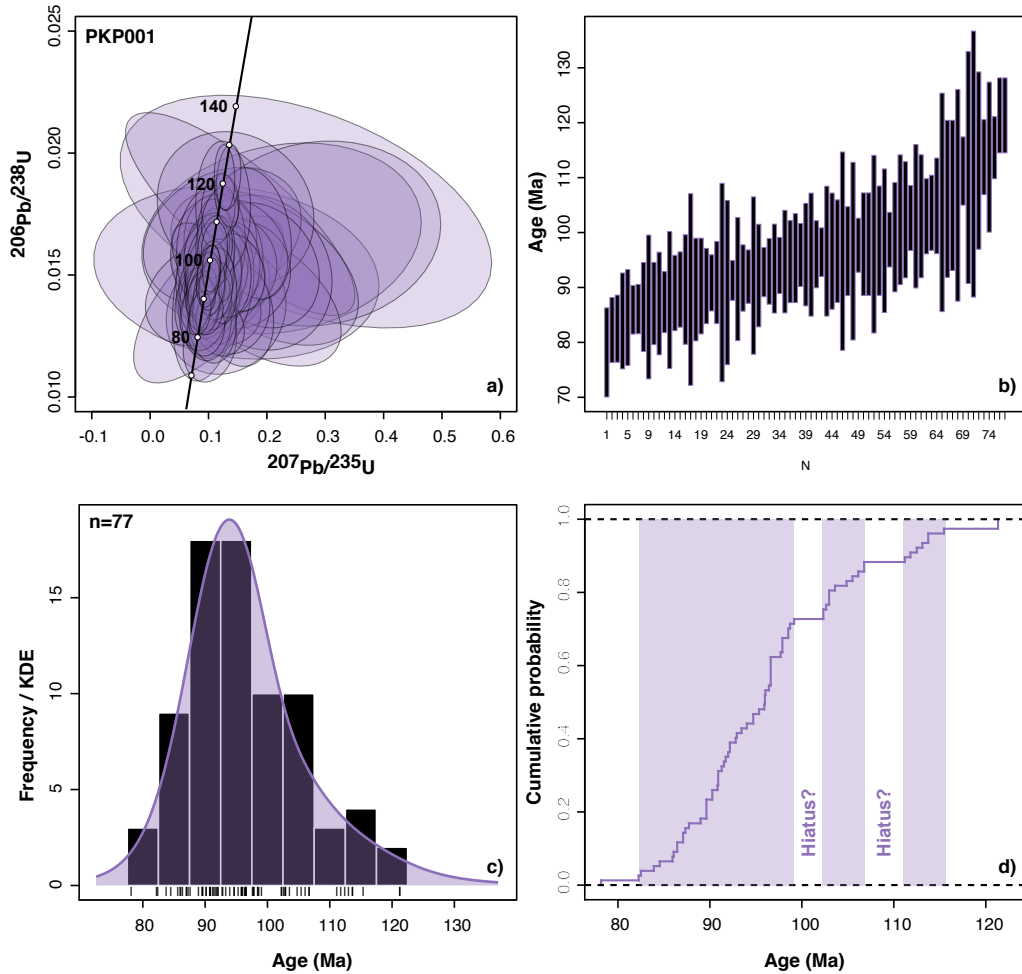 PKP001
0.025
0.020
0.015
0.010
206Pb/238U
140
120
100
80
a)
-0.1 0.0 0.1 0.2 0.3 0.4 0.5 0.6
207Pb/235U
130
120
110
100
90
80
70
Age (Ma)
b)
1 5 9 14 19 24 29 34 39 44 49 54 59 64 69 74
N
n=77
15
10
5
0
Frequency / KDE
c)
80 90 100 110 120 130
Age (Ma)
1.0
0.8
0.6
0.4
0.2
0.0
Cumulative probability
Hiatus?
Hiatus?
d)
80 90 100 110 120
Age (Ma)